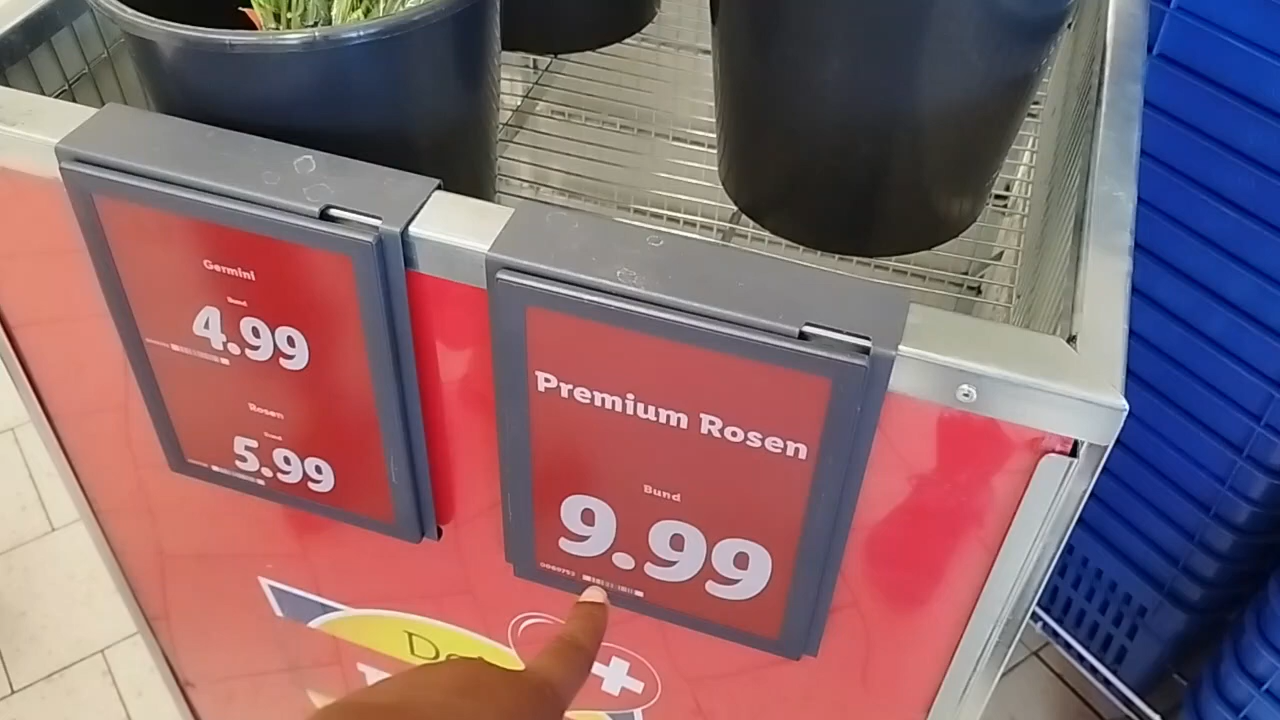 Germini
Bund
4.99
Rosen
Bund
5.99
Premium Rosen
Bund
9.99